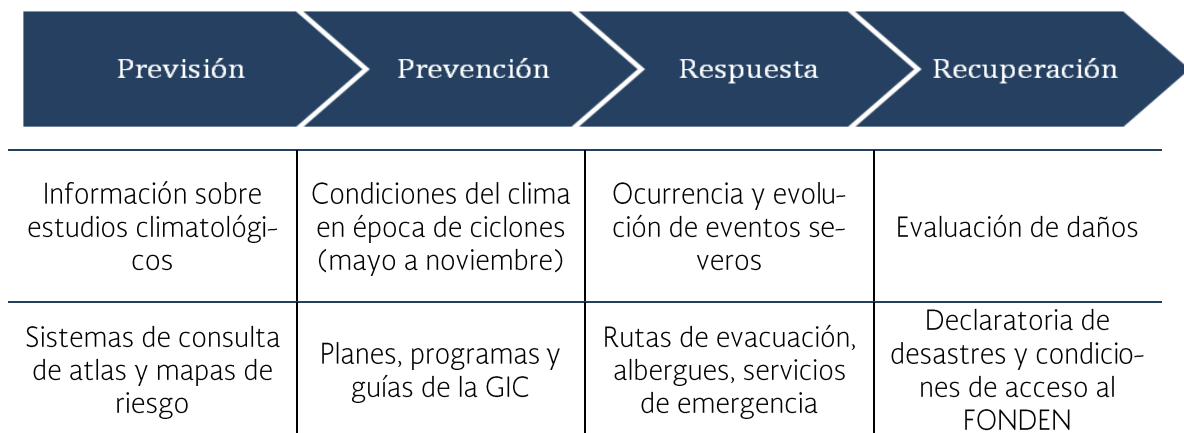 Previsión
Prevención
Respuesta
Recuperación
Información sobre
estudios climatológi-
cos
Condiciones del clima
en época de ciclones
(mayo a noviembre)
Ocurrencia y evolu-
ción de eventos se-
veros
Evaluación de daños
Sistemas de consulta
de atlas y mapas de
riesgo
Planes, programas y
guías de la GIC
Rutas de evacuación,
albergues, servicios
de emergencia
Declaratoria de
desastres y condicio-
nes de acceso al
FONDEN